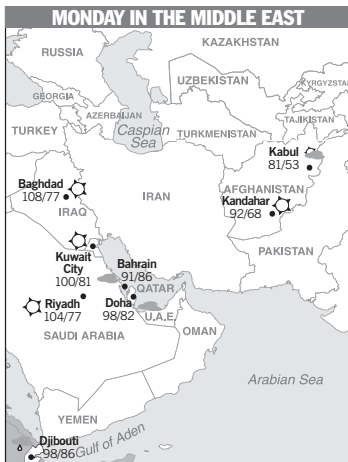 MONDAY IN THE MIDDLE EAST
KAZAKHSTAN
RUSSIA
UZBEKISTAN
KYRGYZSTAN
GEORGIA
AZERBAIJAN
TAJIKISTAN
TURKEY
Caspian
Sea
TURKMENISTAN
Kabul
81/53
Baghdad
108/77
IRAQ
IRAN
AFGHANISTAN
Kandahar
92/68
PAKISTAN
Kuwait
City
100/81
Bahrain
91/86
QATAR
Riyadh
104/77
Doha
98/82
U.A.E.
SAUDI ARABIA
OMAN
Arabian Sea
YEMEN
Djibouti
98/86
Gulf of Aden